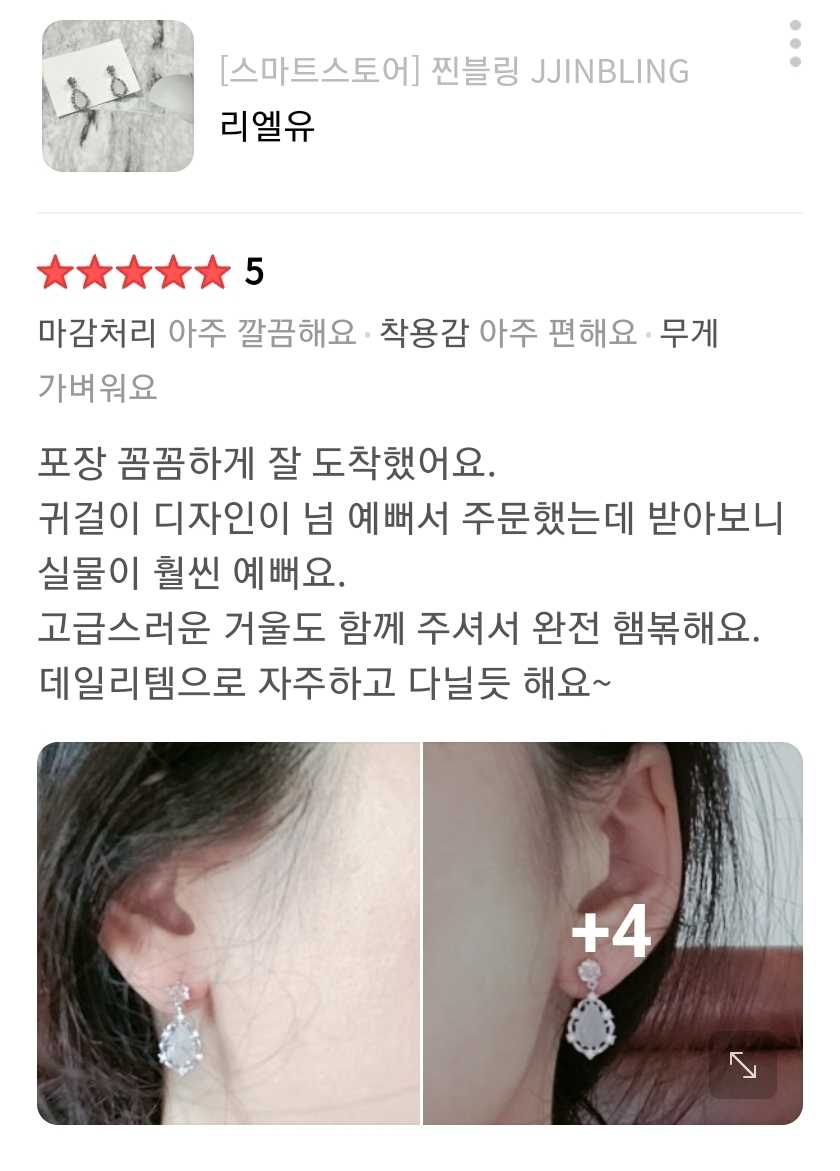 [스마트스토어] 찐블링 JJINBLING
리엘유
5
마감처리 아주 깔끔해요 · 착용감 아주 편해요 · 무게
가벼워요
포장 꼼꼼하게 잘 도착했어요.
귀걸이 디자인이 넘 예뻐서 주문했는데 받아보니
실물이 훨씬 예뻐요.
고급스러운 거울도 함께 주셔서 완전 햄볶해요.
데일리템으로 자주하고 다닐듯 해요~
+4